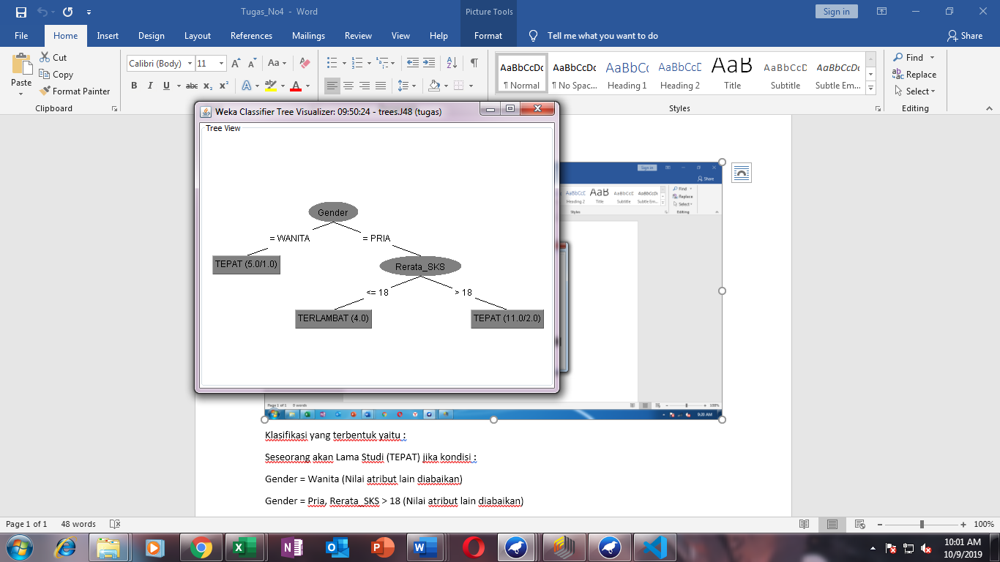 Tugas_No4 - Word
Picture Tools
Sign in
File Home Insert Design Layout References Mailings Review View Help Format Tell me what you want to do Share
Paste
Cut
Copy
Format Painter
Clipboard
Calibri (Body) 11
A A Aa
B I U abc x₂ x² A ab A
AaBbCcDc AaBbCcDc AaBbCc AaBbCcD AaB AaBbCcD AaBbCcDc
¶ Normal ¶ No Spac... Heading 1 Heading 2 Title Subtitle Subtle Em...
Styles
Find
Replace
Select
Editing
Weka Classifier Tree Visualizer: 09:50:24 - trees.J48 (tugas)
Tree View
Gender
= WANITA = PRIA
TEPAT (5.0/1.0)
Rerata_SKS
<= 18 > 18
TERLAMBAT (4.0) TEPAT (11.0/2.0)
Sign in
Share
Heading 2 Title Subtitle Subtle Em...
Styles
Find
Replace
Select
Editing
Page 1 of 1 0 words
108%
9:20 AM
Klasifikasi yang terbentuk yaitu :
Seseorang akan Lama Studi (TEPAT) jika kondisi :
Gender = Wanita (Nilai atribut lain diabaikan)
Gender = Pria, Rerata_SKS > 18 (Nilai atribut lain diabaikan)
Page 1 of 1 48 words
100%
10:01 AM
10/9/2019